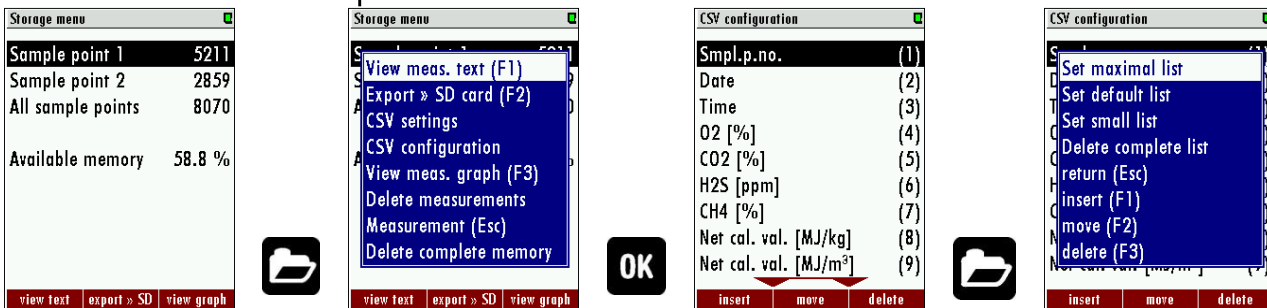 Storage menu
Sample point 1 5211
Sample point 2 2859
All sample points 8070
Available memory 58.8 %
view text export » SD view graph
Storage menu
View meas. text (F1)
Export » SD card (F2)
CSV settings
CSV configuration
View meas. graph (F3)
Delete measurements
Measurement (Esc)
Delete complete memory
view text export » SD view graph
OK
CSV configuration
Smpl.p.no. (1)
Date (2)
Time (3)
O2 [%] (4)
CO2 [%] (5)
H2S [ppm] (6)
CH4 [%] (7)
Net cal. val. [MJ/kg] (8)
Net cal. val. [MJ/m³] (9)
insert move delete
CSV configuration
Set maximal list
Set default list
Set small list
Delete complete list
return (Esc)
insert (F1)
move (F2)
delete (F3)
insert move delete